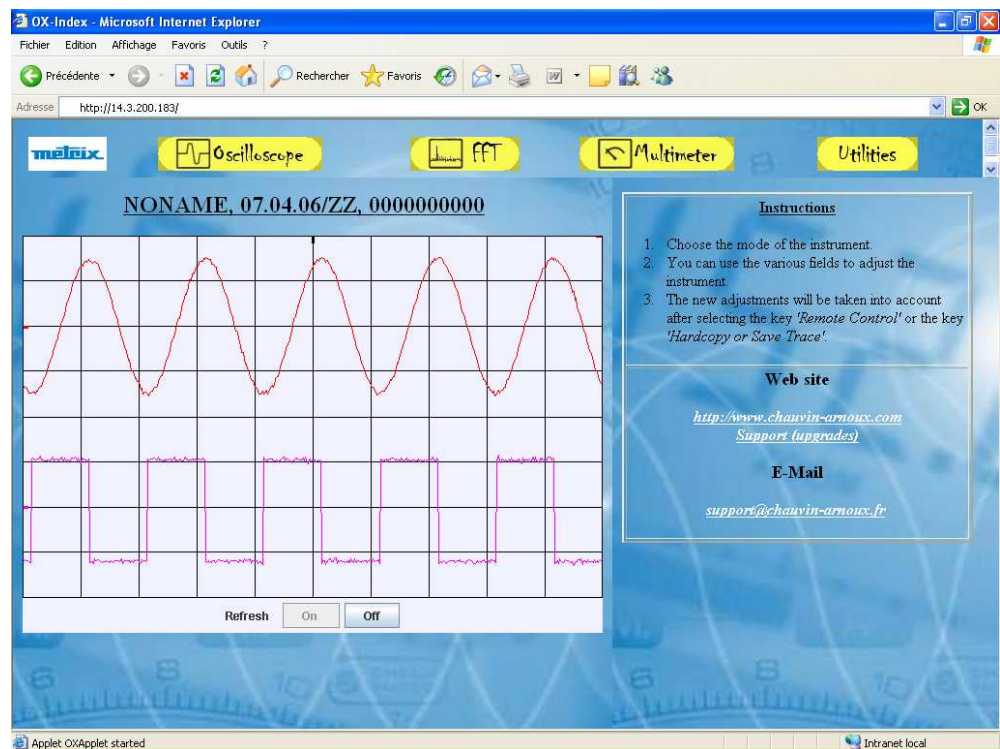 OX-Index - Microsoft Internet Explorer
Fichier Edition Affichage Favoris Outils ?
Précédente Rechercher Favoris
Adresse http://14.3.200.183/ OK
metrix Oscilloscope FFT Multimeter Utilities
NONAME, 07.04.06/ZZ, 0000000000
Instructions
1. Choose the mode of the instrument.
2. You can use the various fields to adjust the
instrument.
3. The new adjustments will be taken into account
after selecting the key 'Remote Control' or the key
'Hardcopy or Save Trace'.
Web site
http://www.chauvin-arnoux.com
Support (upgrades)
E-Mail
support@chauvin-arnoux.fr
Refresh On Off
Applet OXApplet started Intranet local